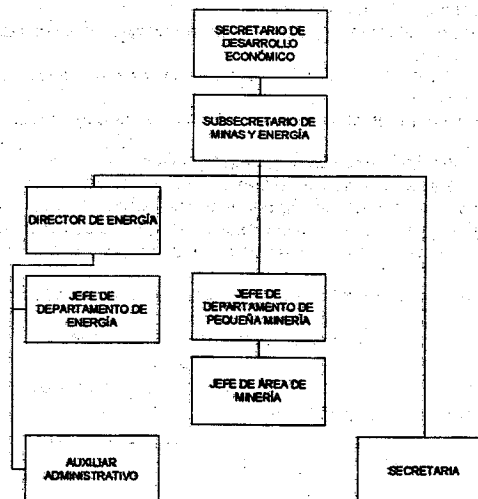 SECRETARIO DE
DESARROLLO
ECONÓMICO
SUBSECRETARIO DE
MINAS Y ENERGÍA
DIRECTOR DE ENERGÍA
JEFE DE
DEPARTAMENTO DE
ENERGÍA
JEFE DE
DEPARTAMENTO DE
PEQUEÑA MINERÍA
JEFE DE ÁREA DE
MINERÍA
AUXILIAR
ADMINISTRATIVO
SECRETARIA